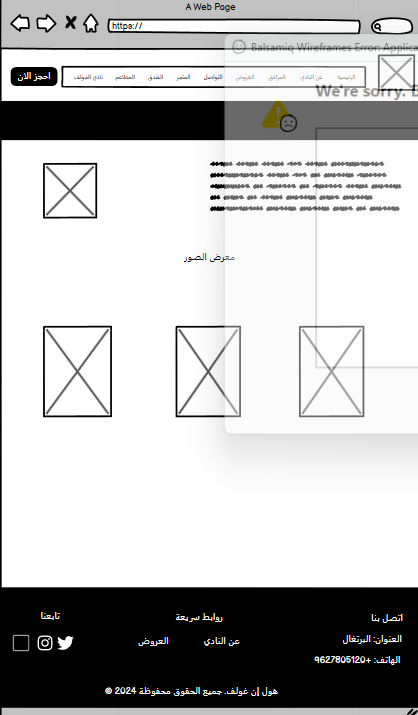 A Web Page
https://
Balsamiq Wireframes Error: Applica
احجز الان
الرئيسية عن النادي المرافق العروض التواصل المتجر الفندق المطاعم نادي الجولف
We're sorry. B
معرض الصور
اتصل بنا روابط سريعة تابعنا
العنوان: البرتغال عن النادي العروض
الهاتف: +9627805120
هول إن غولف. جميع الحقوق محفوظة © 2024